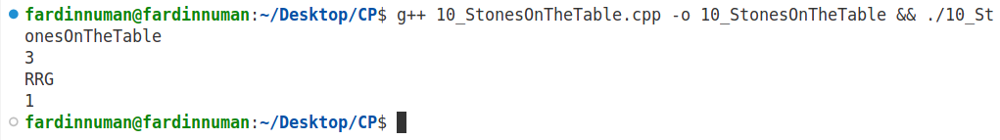 fardinnuman@fardinnuman:~/Desktop/CP$ g++ 10_StonesOnTheTable.cpp -o 10_StonesOnTheTable && ./10_St
onesOnTheTable
3
RRG
1
fardinnuman@fardinnuman:~/Desktop/CP$